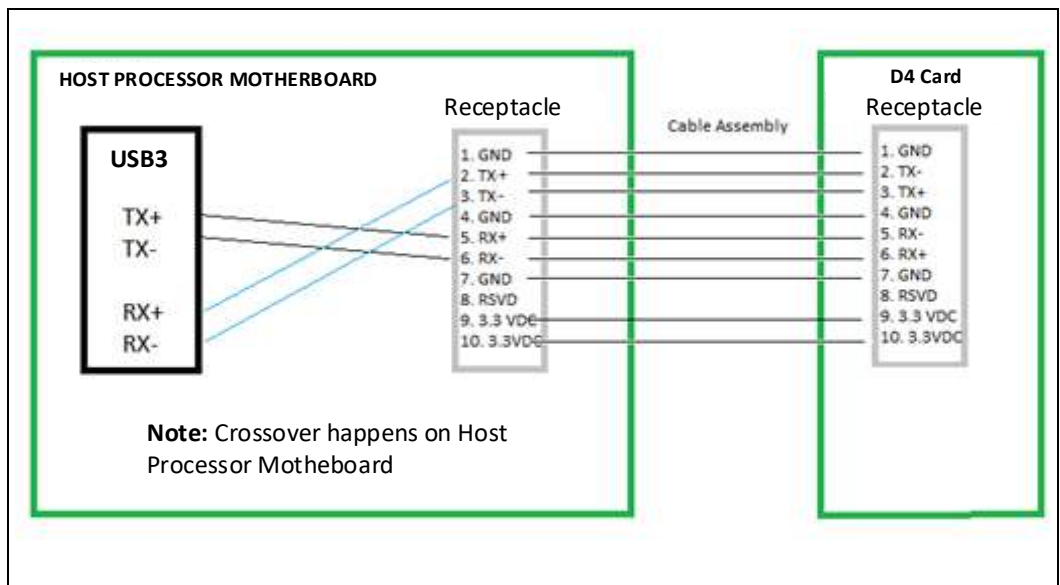 HOST PROCESSOR MOTHERBOARD
Receptacle
USB3
TX+
TX-
RX+
RX-
1. GND
2. TX+
3. TX-
4. GND
5. RX+
6. RX-
7. GND
8. RSVD
9. 3.3 VDC
10. 3.3VDC
Note: Crossover happens on Host
Processor Motheboard
Cable Assembly
D4 Card
Receptacle
1. GND
2. TX-
3. TX+
4. GND
5. RX-
6. RX+
7. GND
8. RSVD
9. 3.3 VDC
10. 3.3VDC